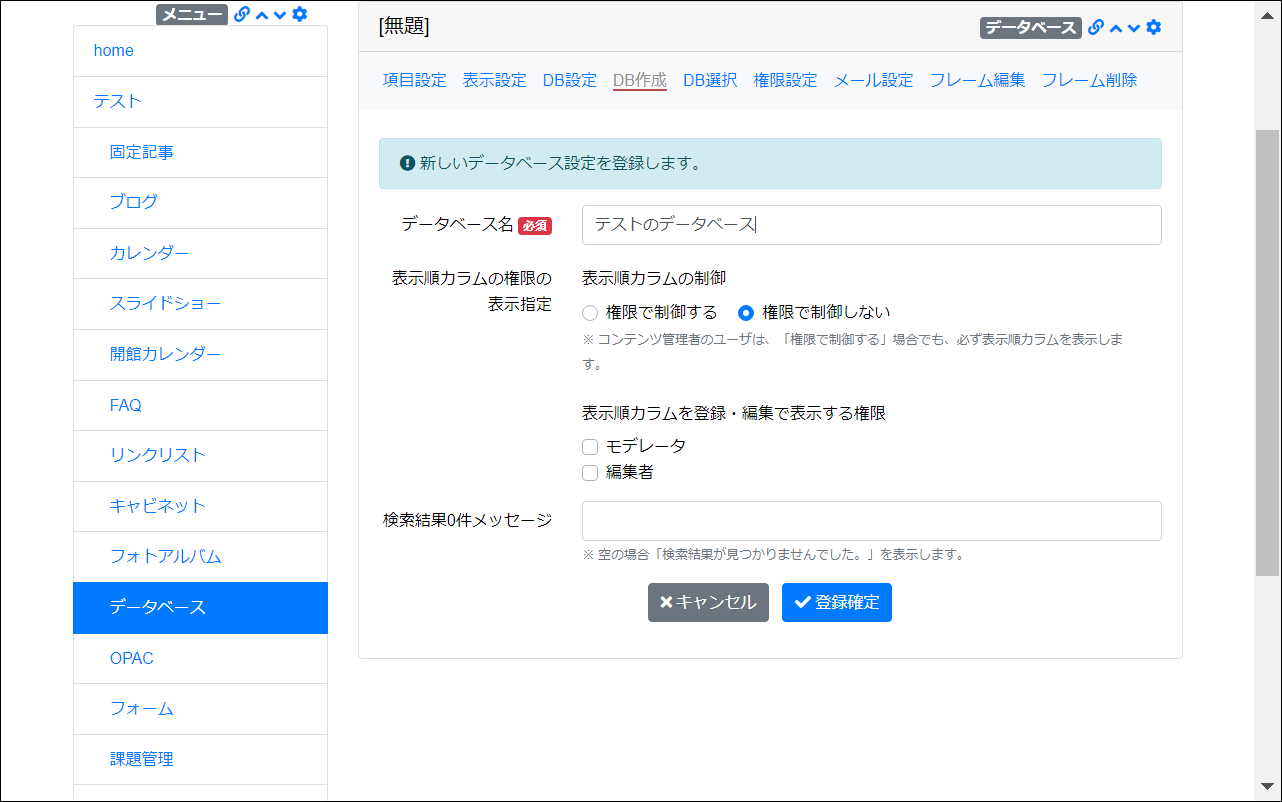 メニュー
home
テスト
固定記事
ブログ
カレンダー
スライドショー
開館カレンダー
FAQ
リンクリスト
キャビネット
フォトアルバム
データベース
OPAC
フォーム
課題管理
[無題]
データベース
項目設定 表示設定 DB設定 DB作成 DB選択 権限設定 メール設定 フレーム編集 フレーム削除
新しいデータベース設定を登録します。
データベース名 必須
テストのデータベース
表示順カラムの権限の
表示指定
表示順カラムの制御
権限で制御する 権限で制御しない
※ コンテンツ管理者のユーザは、「権限で制御する」場合でも、必ず表示順カラムを表示しま
す。
表示順カラムを登録・編集で表示する権限
モデレータ
編集者
検索結果0件メッセージ
※ 空の場合「検索結果が見つかりませんでした。」を表示します。
キャンセル 登録確定